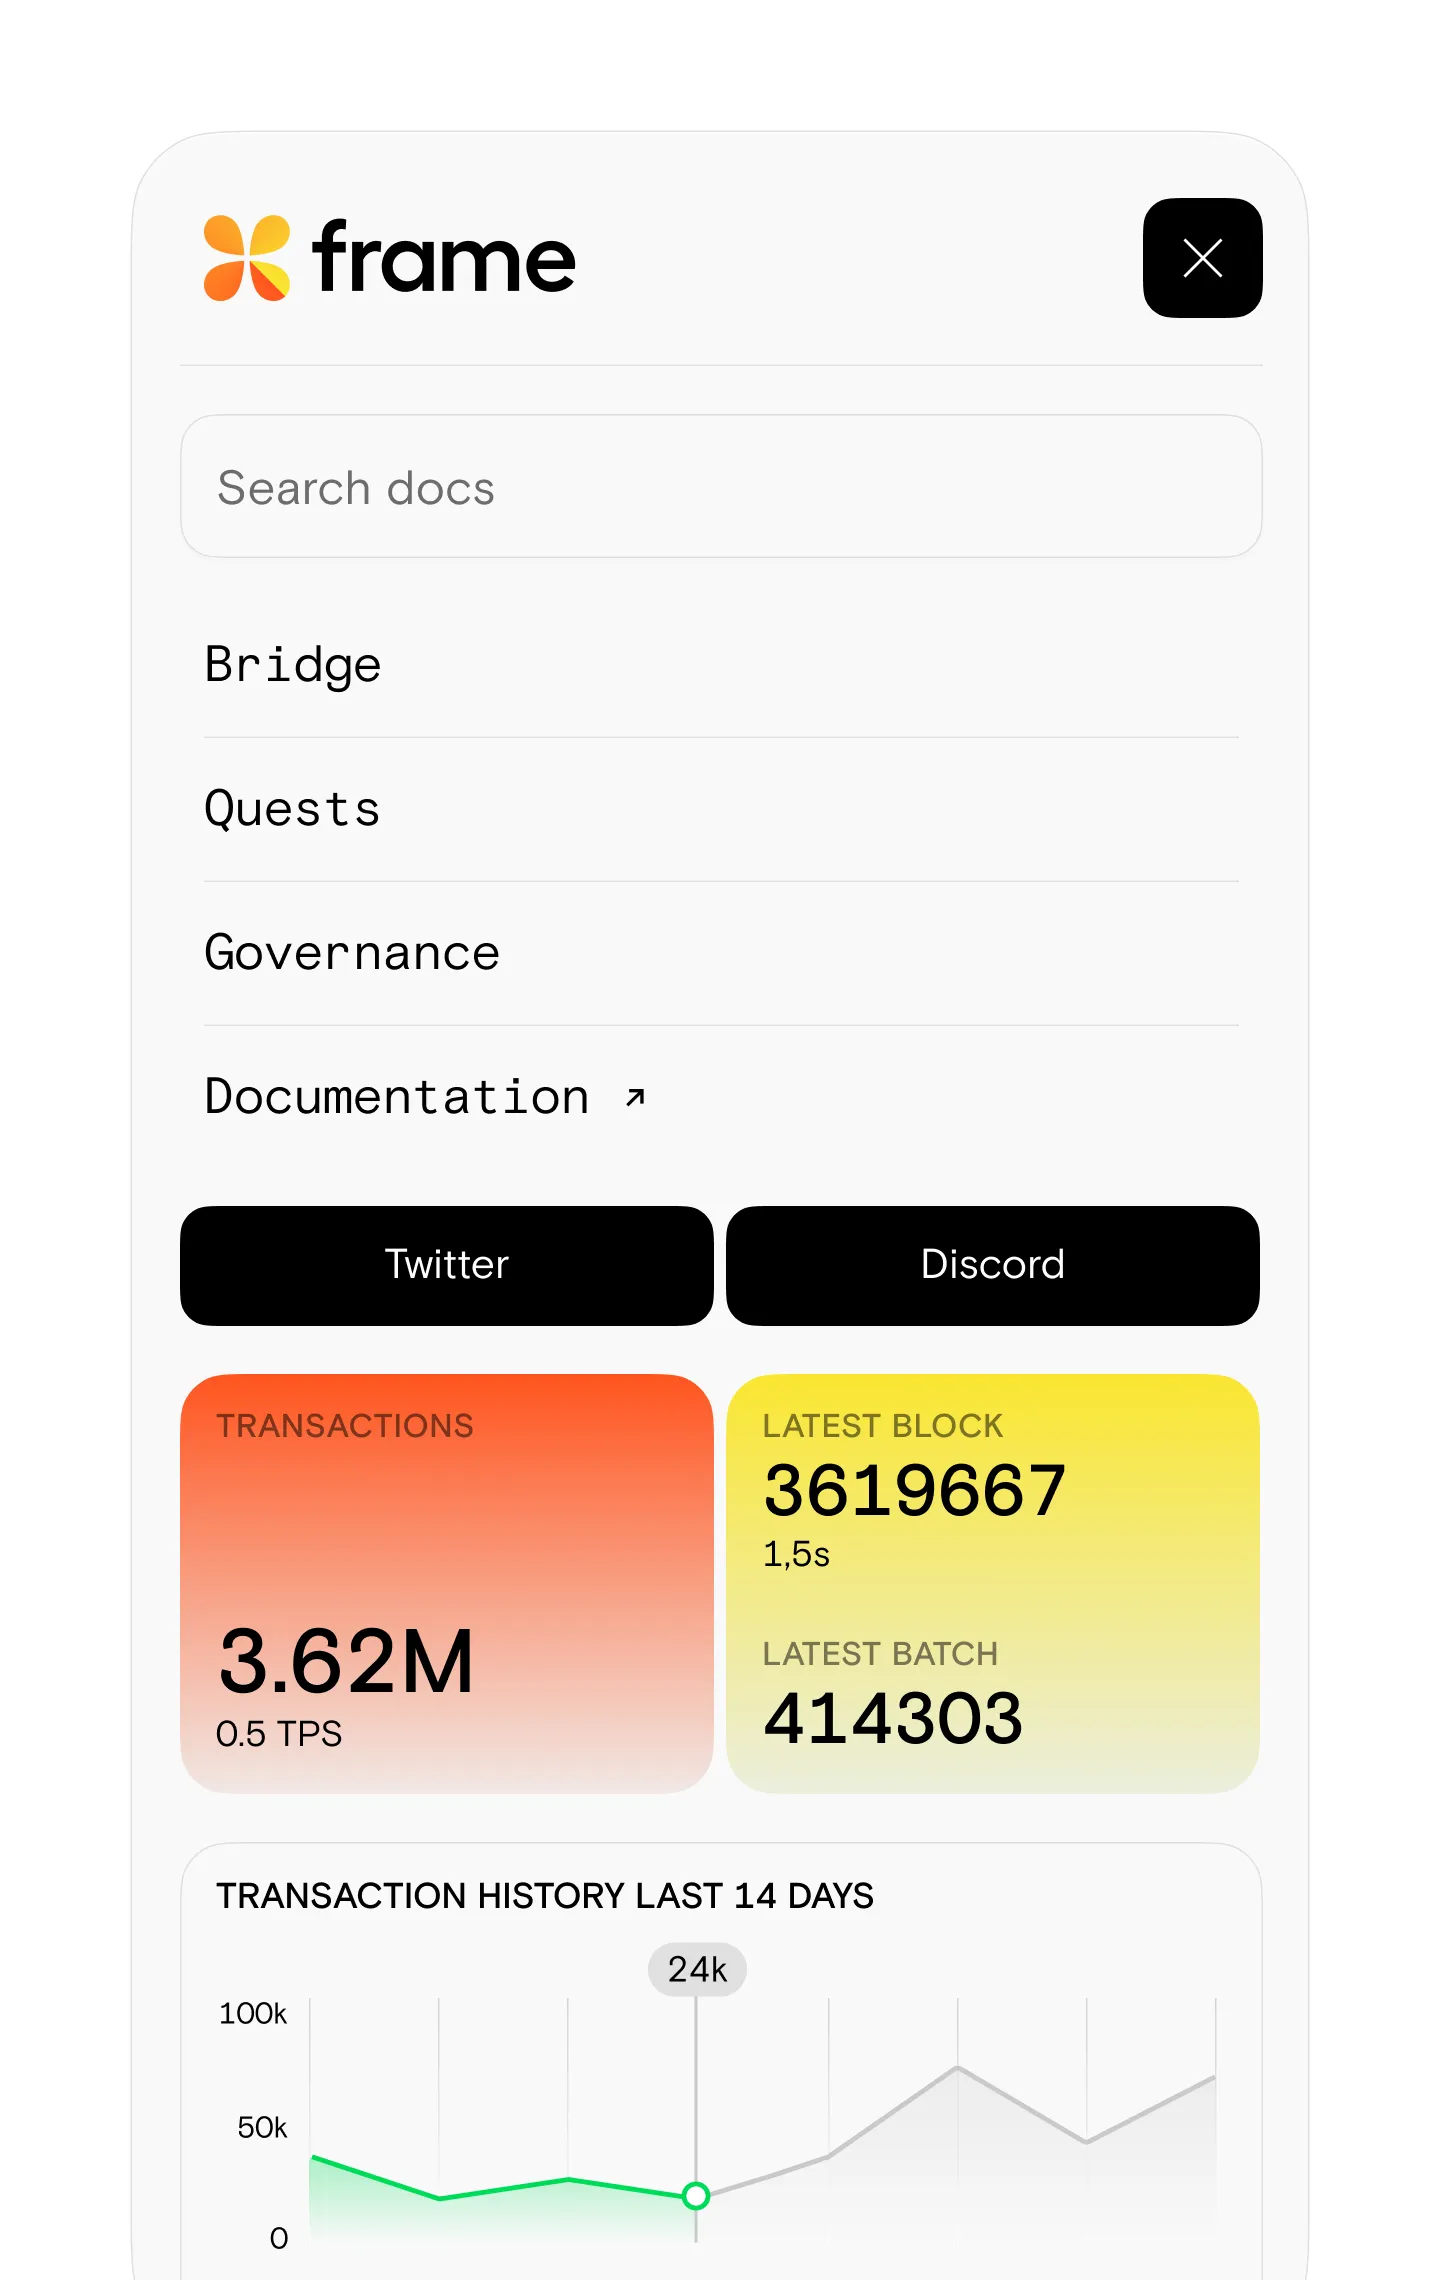 frame
Search docs
Bridge
Quests
Governance
Documentation ↗
Twitter
Discord
TRANSACTIONS
3.62M
0.5 TPS
LATEST BLOCK
3619667
1,5s
LATEST BATCH
414303
TRANSACTION HISTORY LAST 14 DAYS
24k
100k
50k
0